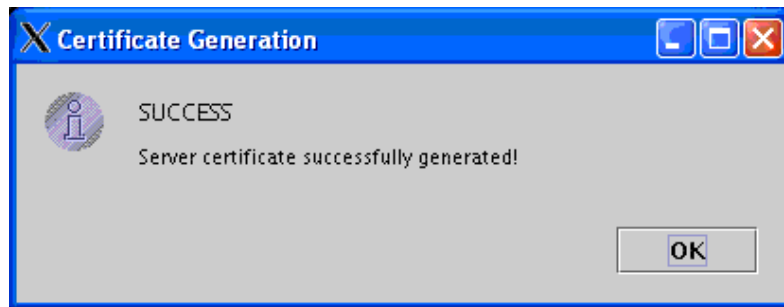 Certificate Generation
SUCCESS
Server certificate successfully generated!
OK